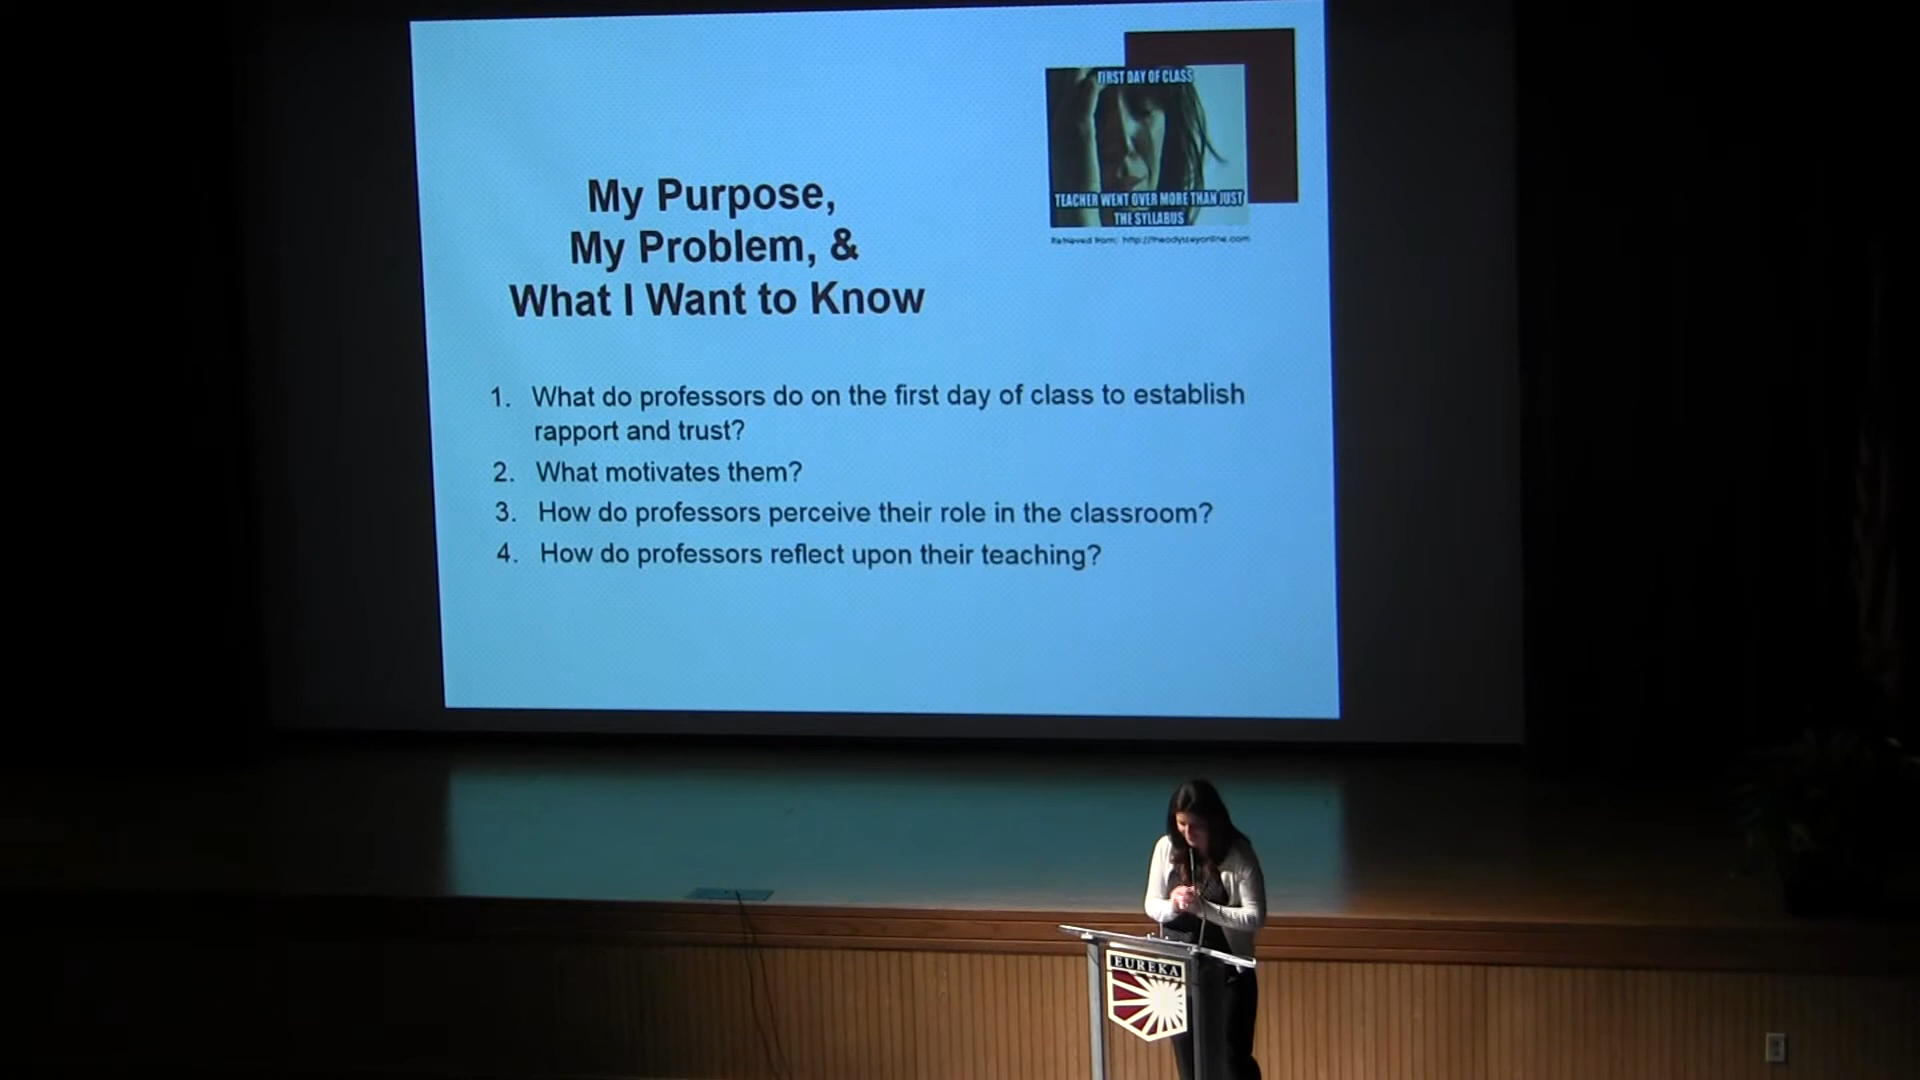 FIRST DAY OF CLASS
TEACHER WENT OVER MORE THAN JUST
THE SYLLABUS
Retrieved from: http://theodysseyonline.com
My Purpose,
My Problem, &
What I Want to Know
1. What do professors do on the first day of class to establish
rapport and trust?
2. What motivates them?
3. How do professors perceive their role in the classroom?
4. How do professors reflect upon their teaching?
EUREKA